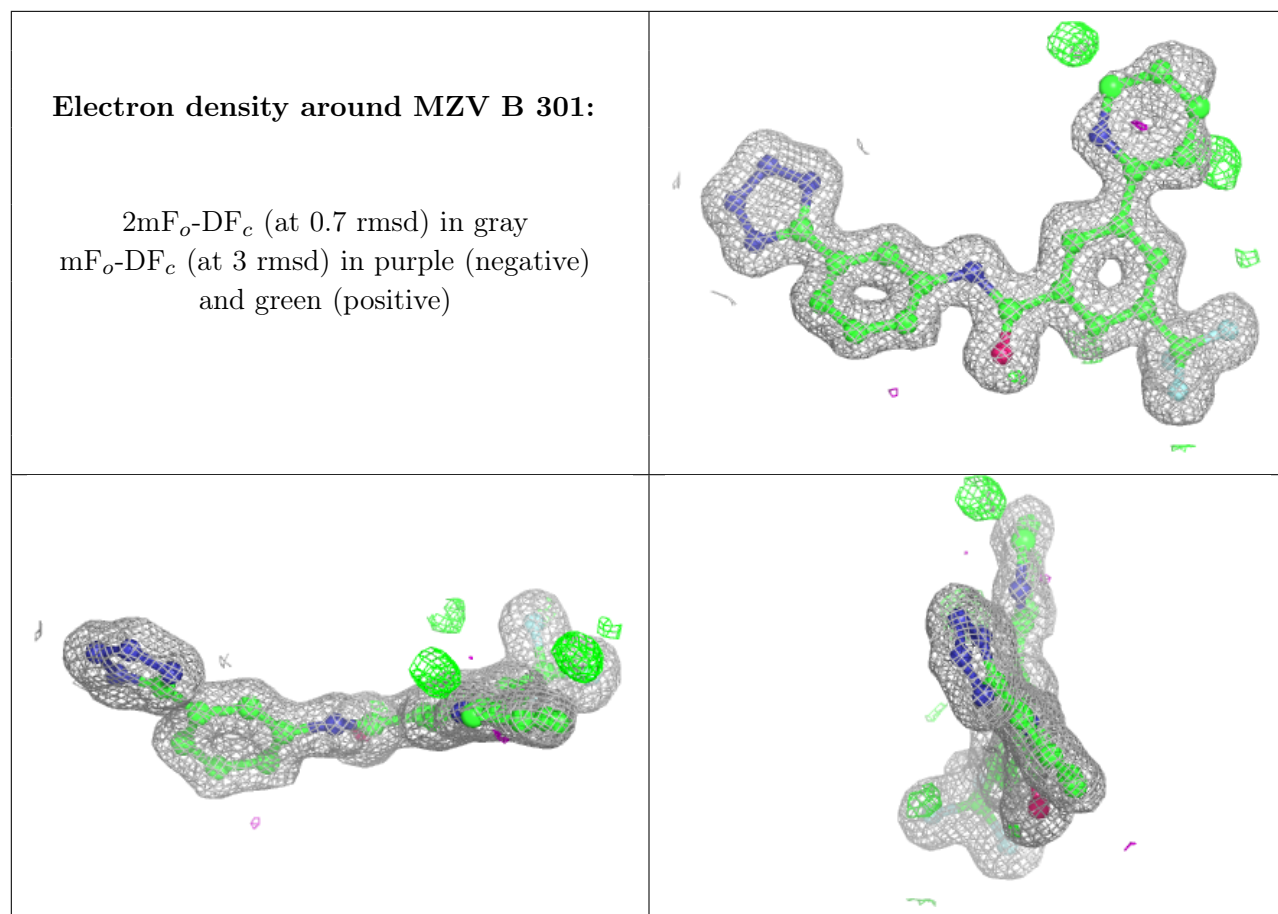 Electron density around MZV B 301:
2mFo-DFc (at 0.7 rmsd) in gray
mFo-DFc (at 3 rmsd) in purple (negative)
and green (positive)